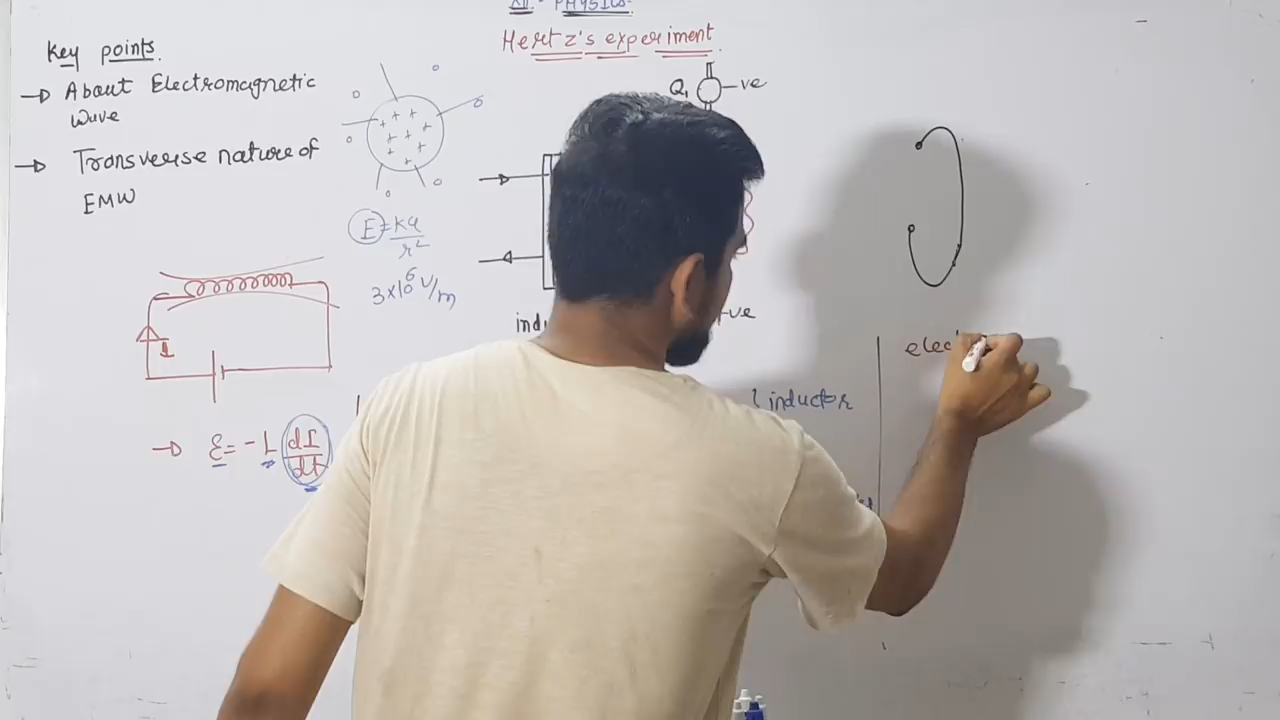 XII - PHYSICS
Hertz's experiment
Key points.
→ About Electromagnetic
wave
→ Transverse nature of
EMW
E = kq/r²
3×10⁶ V/m
I
→ ε = -L dI/dt
Q₁ -ve
+ve
ind
inductor
elec